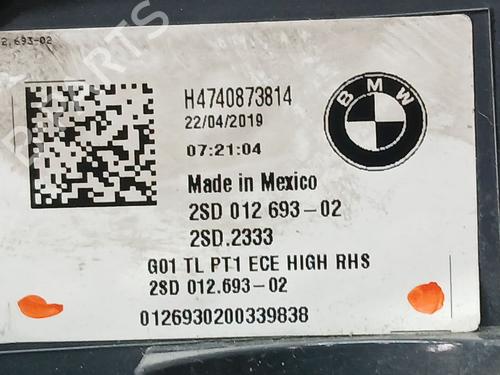 2.693-02
H4740873814
22/04/2019
BMW
07:21:04
Made in Mexico
2SD 012 693-02
2SD.2333
G01 TL PT1 ECE HIGH RHS
2SD 012.693-02
0126930200339838